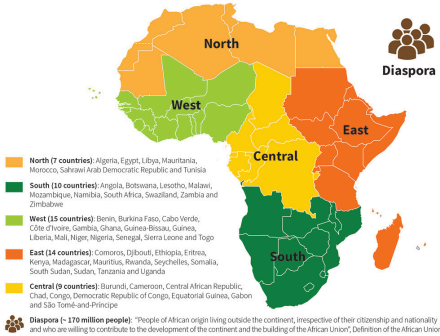 North
Diaspora
West
East
Central
South
North (7 countries): Algeria, Egypt, Libya, Mauritania,
Morocco, Sahrawi Arab Democratic Republic and Tunisia
South (10 countries): Angola, Botswana, Lesotho, Malawi,
Mozambique, Namibia, South Africa, Swaziland, Zambia and
Zimbabwe
West (15 countries): Benin, Burkina Faso, Cabo Verde,
Côte d'Ivoire, Gambia, Ghana, Guinea-Bissau, Guinea,
Liberia, Mali, Niger, Nigeria, Senegal, Sierra Leone and Togo
East (14 countries): Comoros, Djibouti, Ethiopia, Eritrea,
Kenya, Madagascar, Mauritius, Rwanda, Seychelles, Somalia,
South Sudan, Sudan, Tanzania and Uganda
Central (9 countries): Burundi, Cameroon, Central African Republic,
Chad, Congo, Democratic Republic of Congo, Equatorial Guinea, Gabon
and São Tomé-and-Príncipe
Diaspora (~ 170 million people): "People of African origin living outside the continent, irrespective of their citizenship and nationality
and who are willing to contribute to the development of the continent and the building of the African Union", Definition of the African Uni